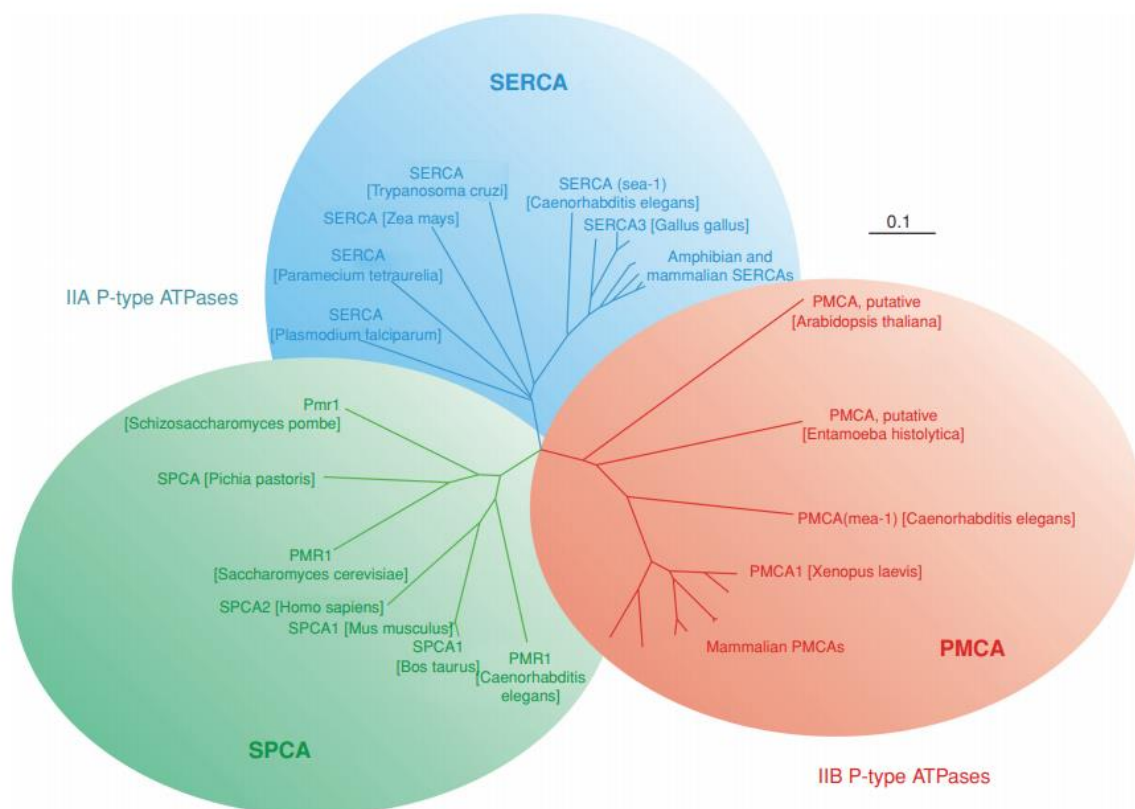 SERCA
SERCA
[Trypanosoma cruzi]
SERCA (sea-1)
[Caenorhabditis elegans]
SERCA [Zea mays]
SERCA3 [Gallus gallus]
0.1
SERCA
[Paramecium tetraurelia]
Amphibian and
mammalian SERCAs
IIA P-type ATPases
SERCA
[Plasmodium falciparum]
PMCA, putative
[Arabidopsis thaliana]
Pmr1
[Schizosaccharomyces pombe]
PMCA, putative
[Entamoeba histolytica]
SPCA [Pichia pastoris]
PMCA(mea-1) [Caenorhabditis elegans]
PMR1
[Saccharomyces cerevisiae]
PMCA1 [Xenopus laevis]
SPCA2 [Homo sapiens]
SPCA1 [Mus musculus]
SPCA1
[Bos taurus]
PMR1
[Caenorhabditis
elegans]
Mammalian PMCAs
PMCA
SPCA
IIB P-type ATPases